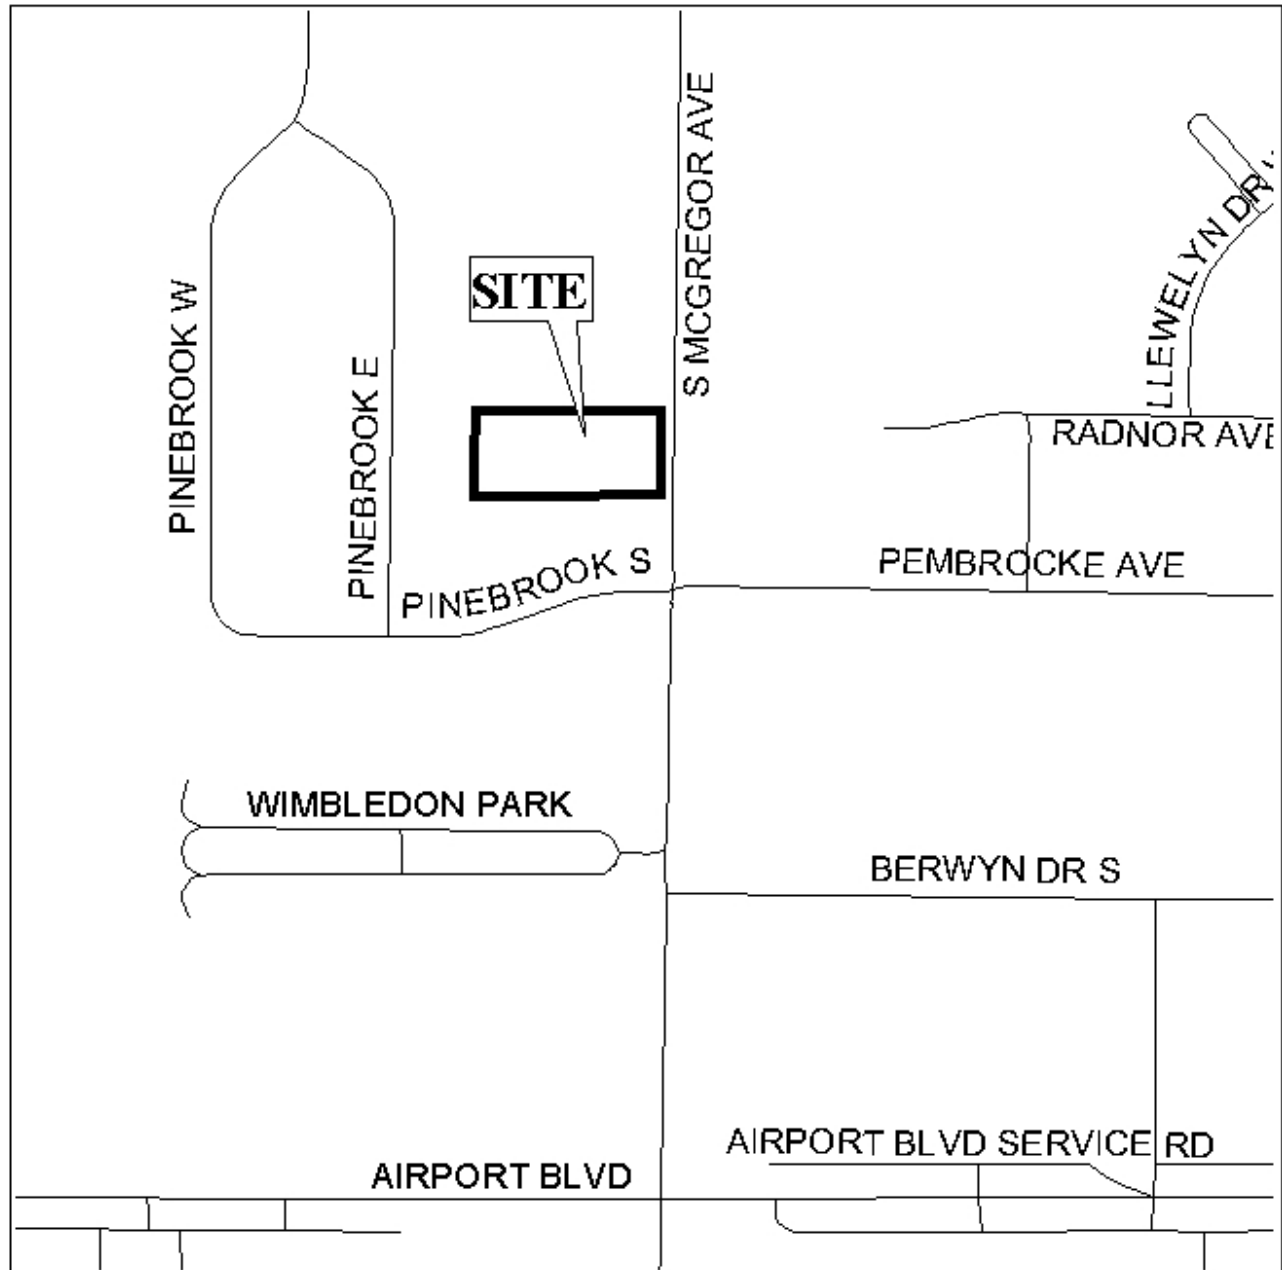 S MCGREGOR AVE
LLEWELYN DR
SITE
PINEBROOK W
PINEBROOK E
RADNOR AVE
PINEBROOK S
PEMBROCKE AVE
WIMBLEDON PARK
BERWYN DR S
AIRPORT BLVD SERVICE RD
AIRPORT BLVD